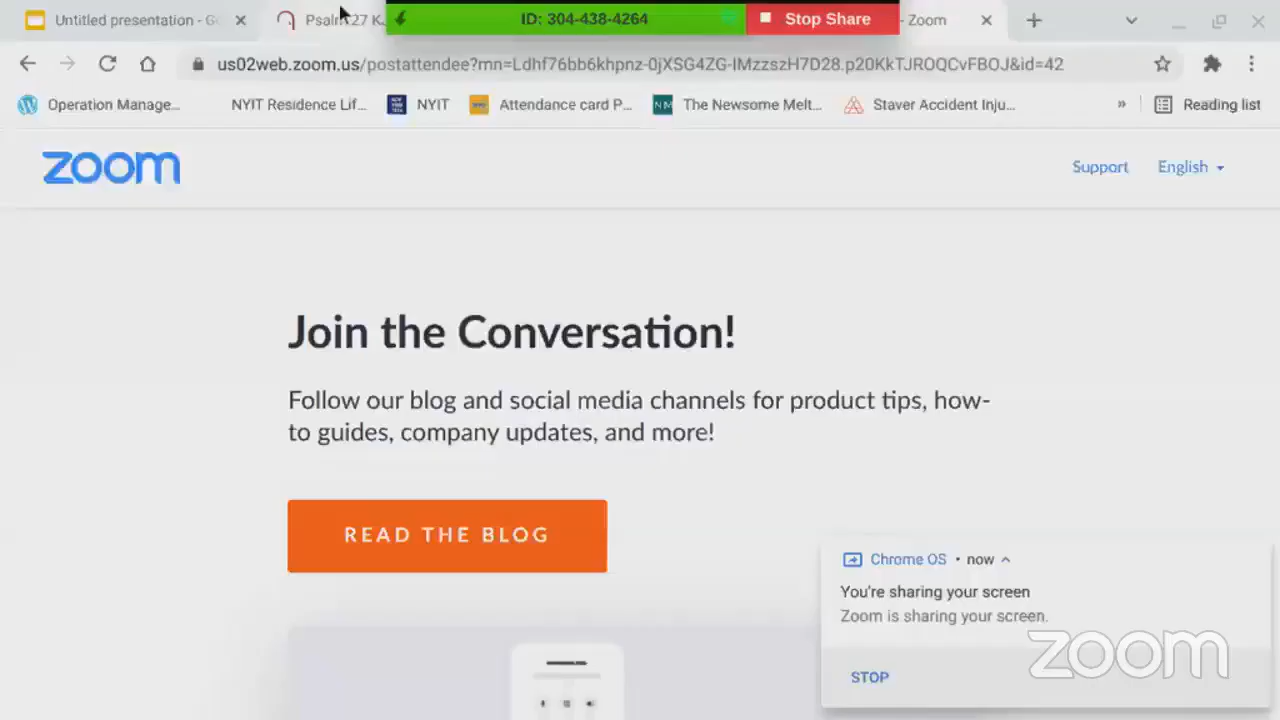 Untitled presentation - G
Psalm 27 K
ID: 304-438-4264
Stop Share
- Zoom
us02web.zoom.us/postattendee?mn=Ldhf76bb6khpnz-0jXSG4ZG-IMzzszH7D28.p20KkTJROQCvFBOJ&id=42
Operation Manage...
NYIT Residence Lif...
NYIT
Attendance card P...
NM
The Newsome Melt...
Staver Accident Inju...
»
Reading list
zoom
Support
English
Join the Conversation!
Follow our blog and social media channels for product tips, how-
to guides, company updates, and more!
READ THE BLOG
Chrome OS • now
You're sharing your screen
Zoom is sharing your screen.
zoom
STOP